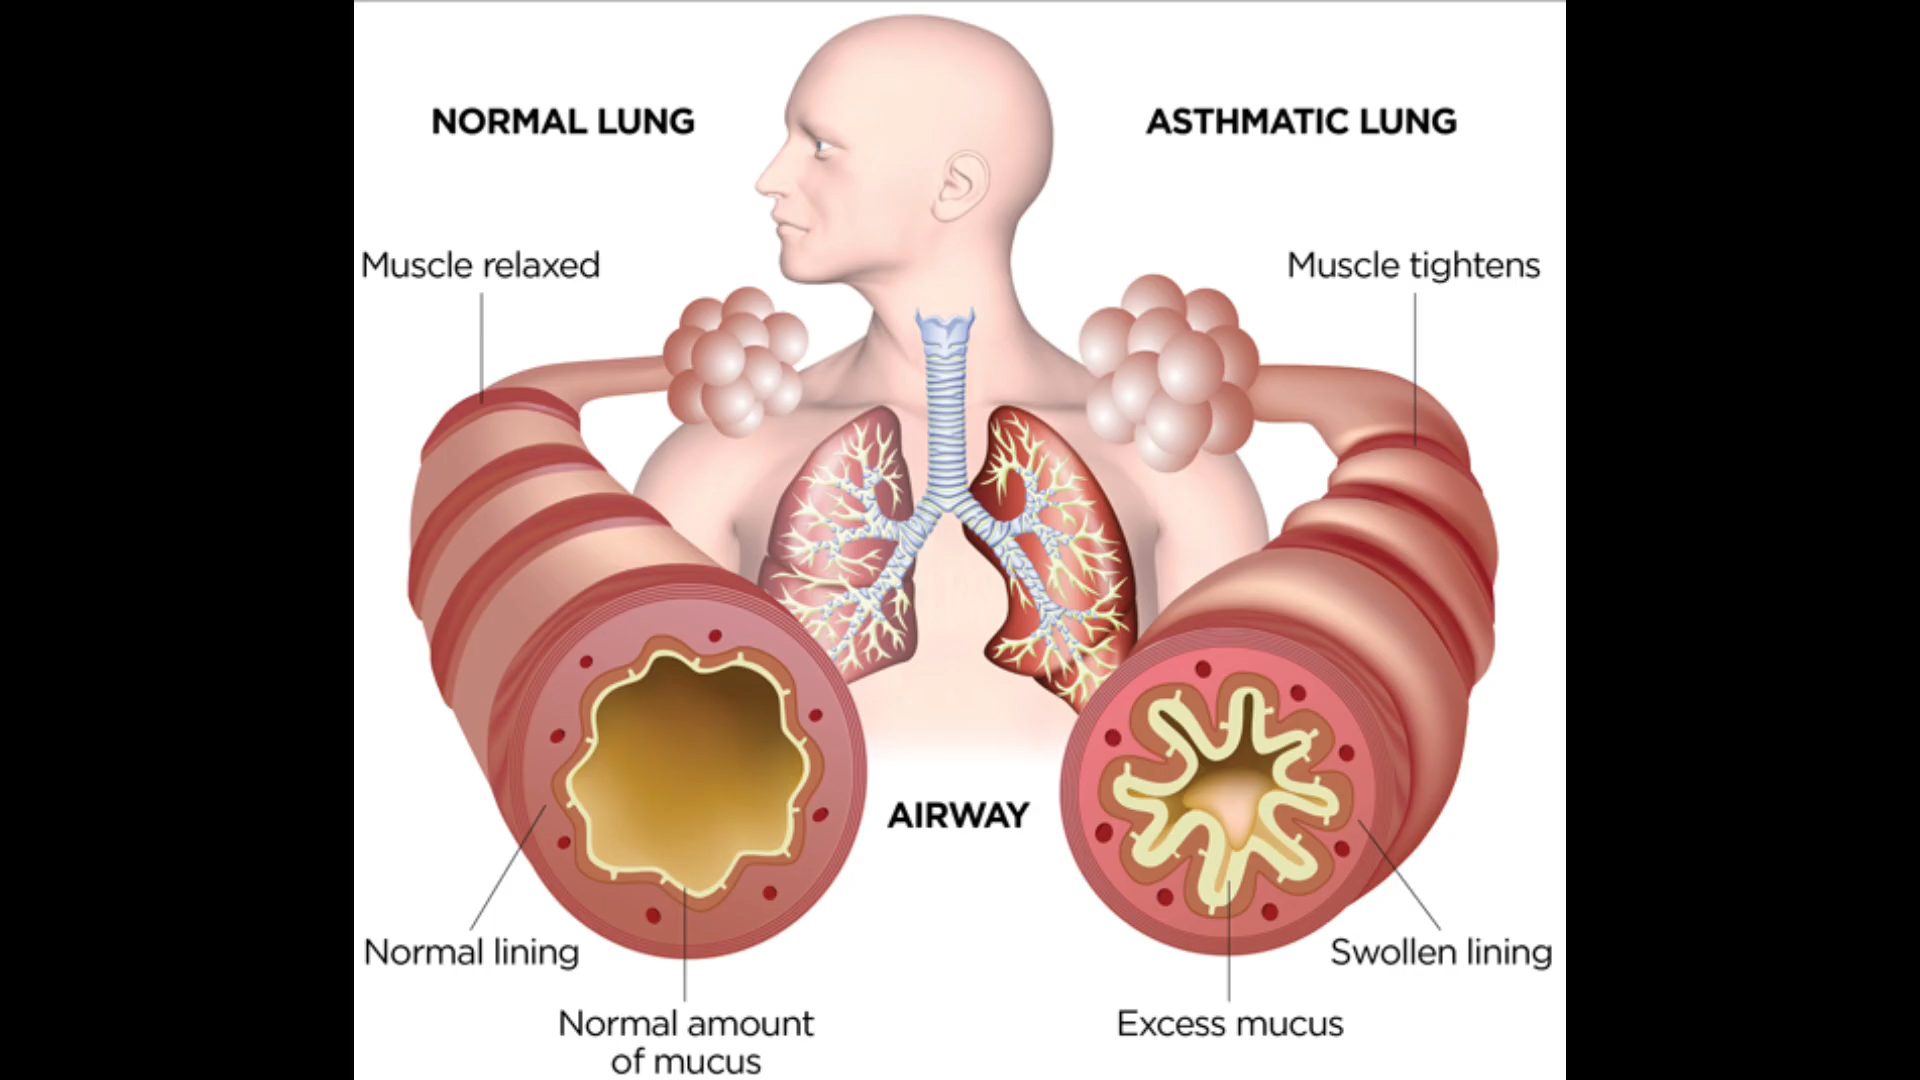 NORMAL LUNG
ASTHMATIC LUNG
Muscle relaxed
Muscle tightens
AIRWAY
Normal lining
Swollen lining
Normal amount
of mucus
Excess mucus